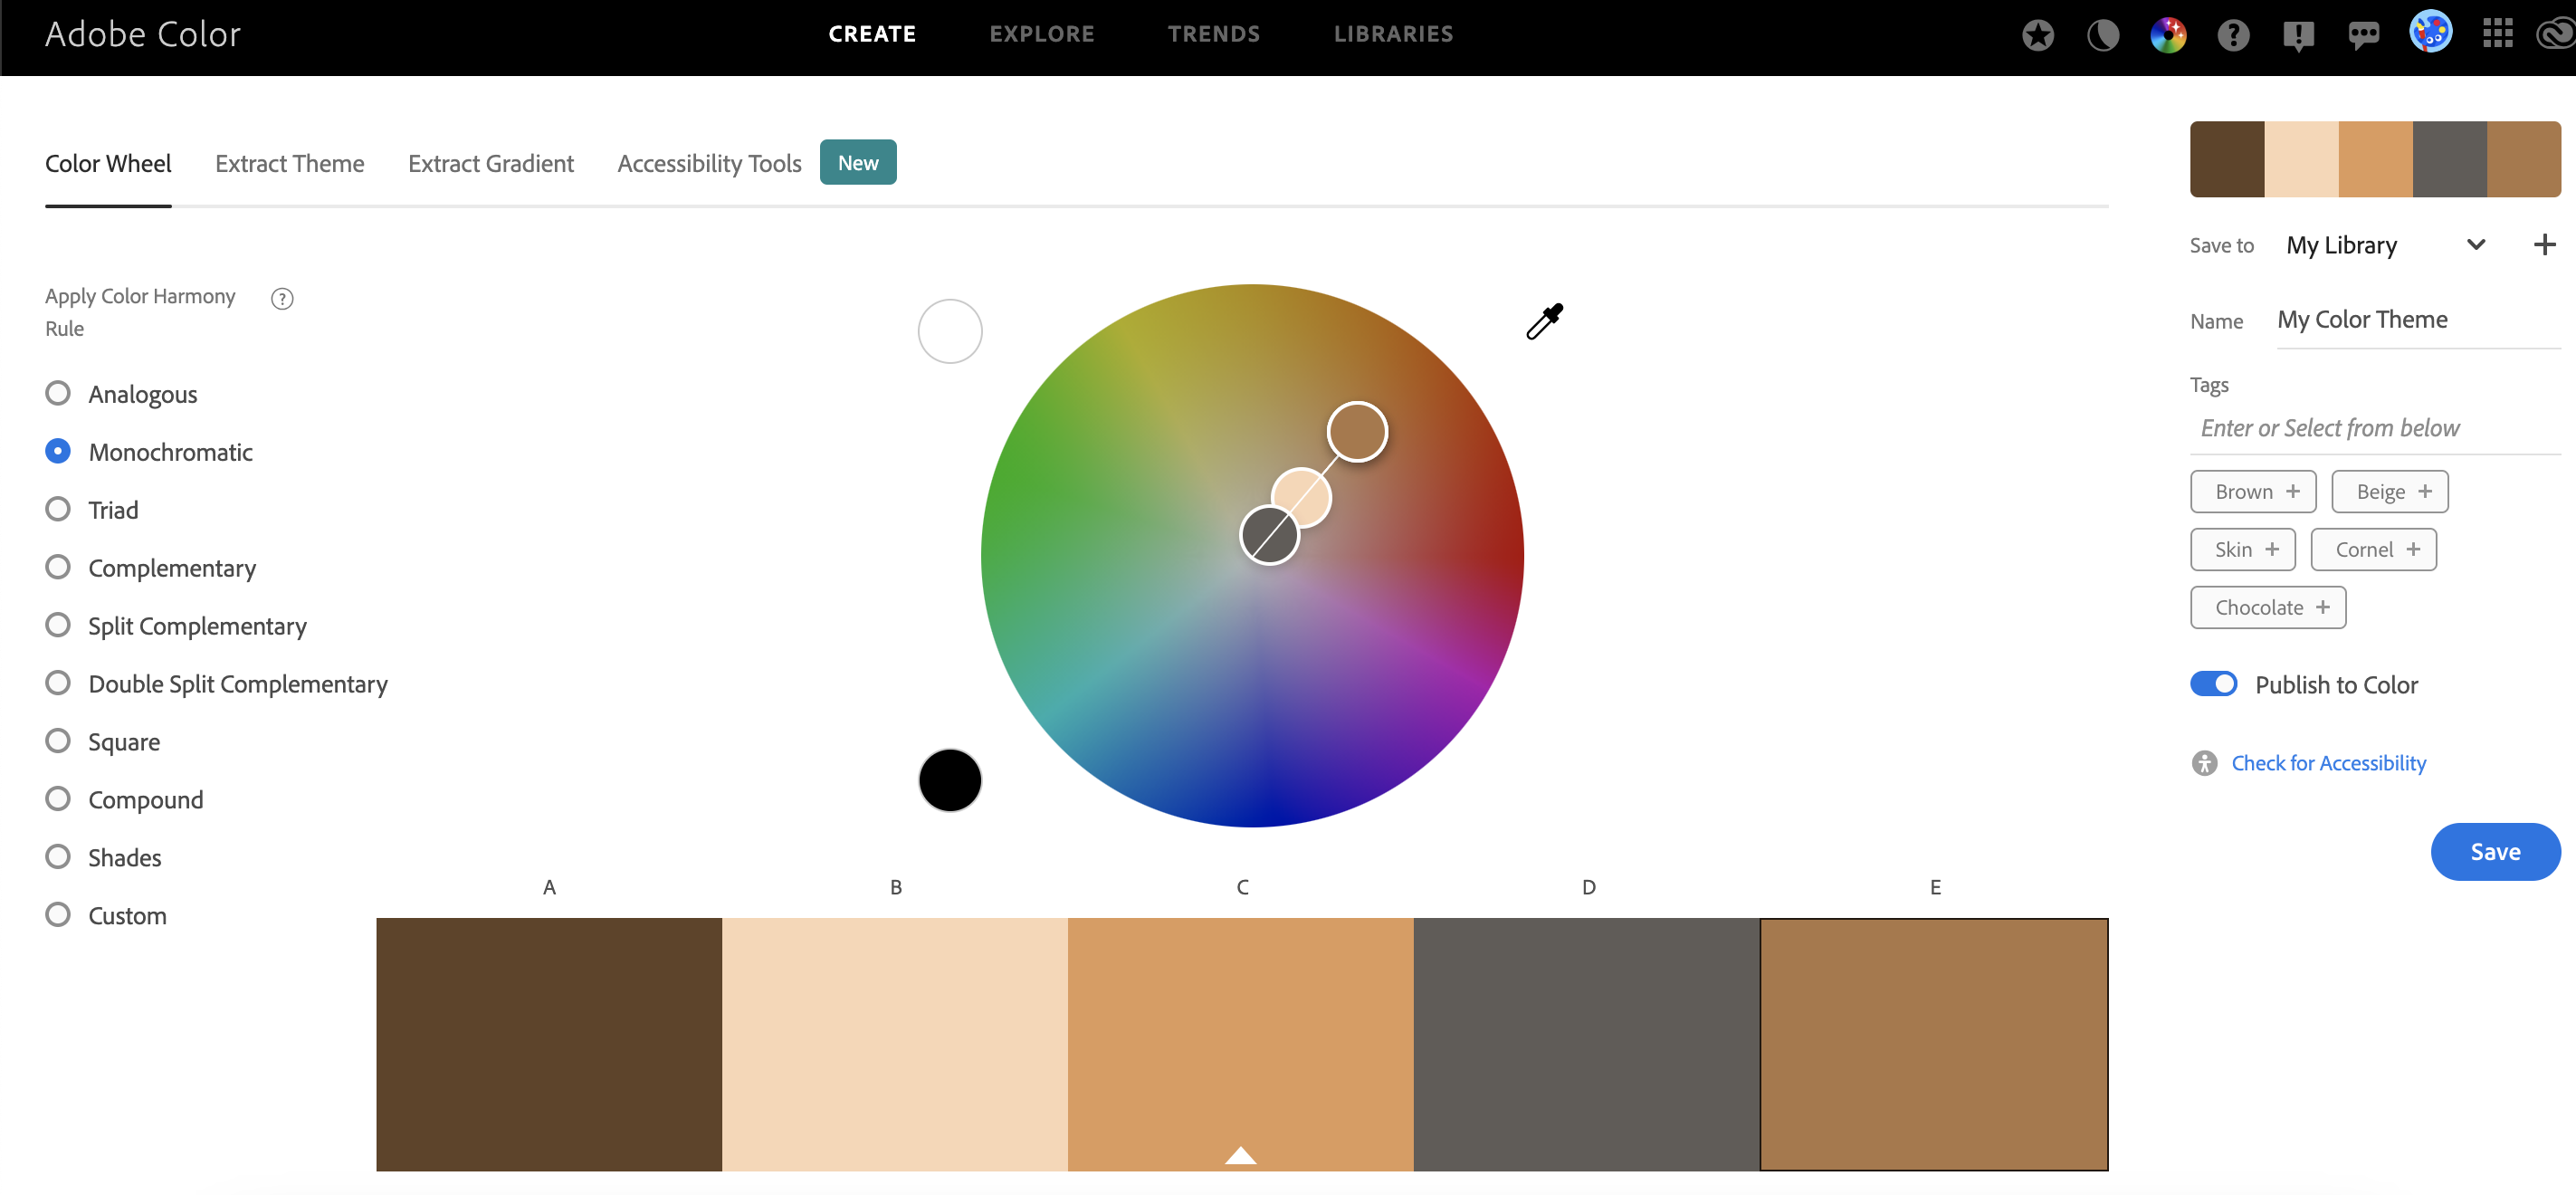 Adobe Color
CREATE
EXPLORE
TRENDS
LIBRARIES
Color Wheel
Extract Theme
Extract Gradient
Accessibility Tools
New
Apply Color Harmony
Rule
?
Analogous
Monochromatic
Triad
Complementary
Split Complementary
Double Split Complementary
Square
Compound
Shades
Custom
A
B
C
D
E
Save to
My Library
Name
My Color Theme
Tags
Enter or Select from below
Brown +
Beige +
Skin +
Cornel +
Chocolate +
Publish to Color
Check for Accessibility
Save